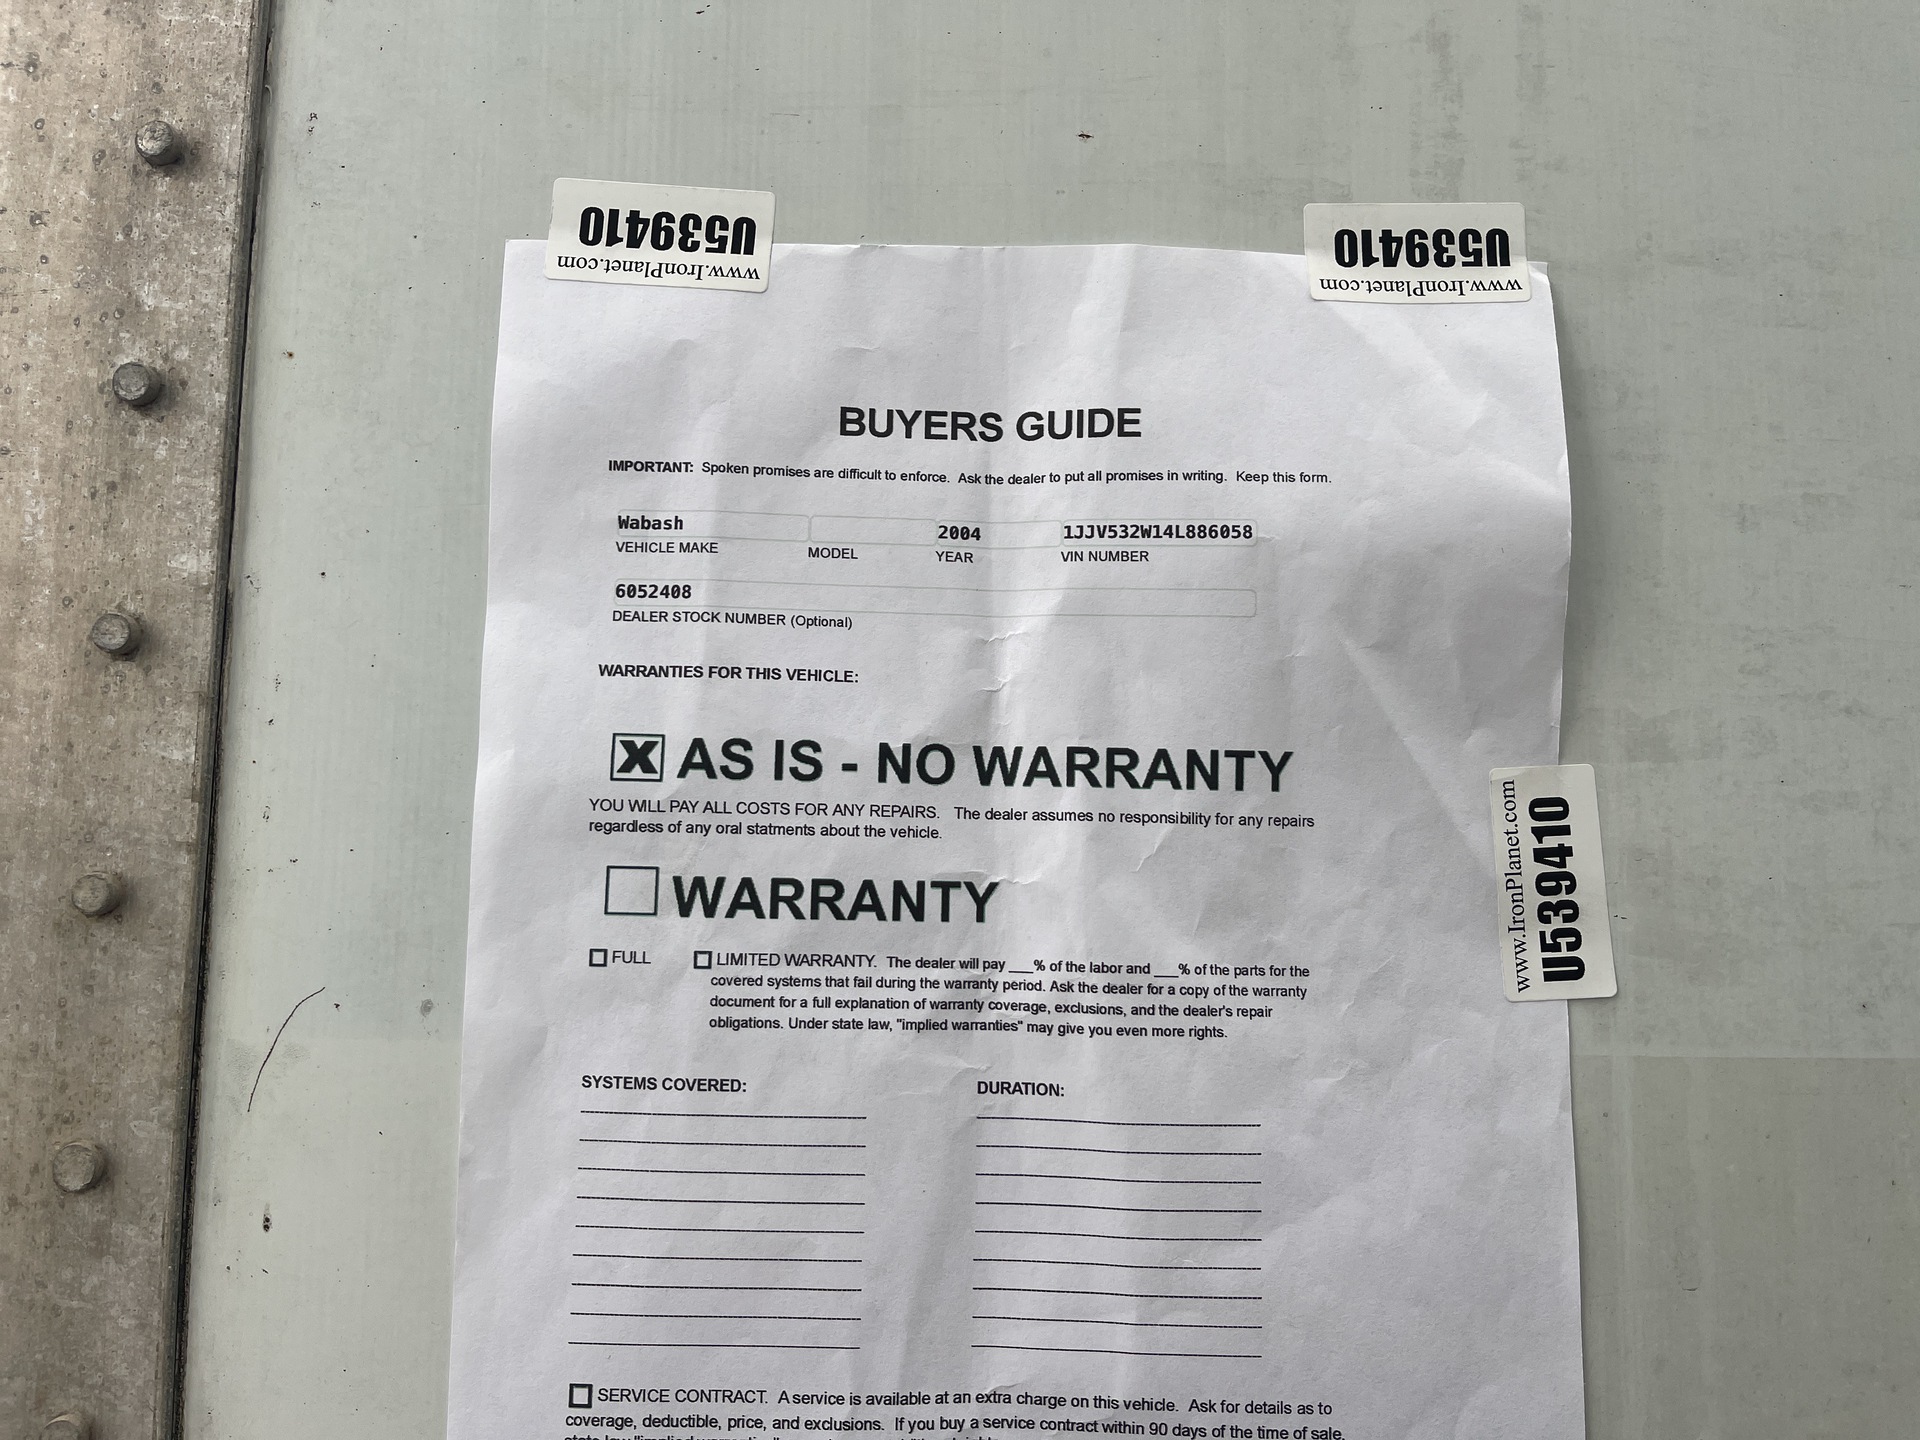 U539410
www.IronPlanet.com
U539410
www.IronPlanet.com
BUYERS GUIDE
IMPORTANT: Spoken promises are difficult to enforce. Ask the dealer to put all promises in writing. Keep this form.
Wabash 2004 1JJV532W14L886058
VEHICLE MAKE MODEL YEAR VIN NUMBER
6052408
DEALER STOCK NUMBER (Optional)
WARRANTIES FOR THIS VEHICLE:
X AS IS - NO WARRANTY
YOU WILL PAY ALL COSTS FOR ANY REPAIRS. The dealer assumes no responsibility for any repairs
regardless of any oral statments about the vehicle.
www.IronPlanet.com
U539410
WARRANTY
FULL LIMITED WARRANTY. The dealer will pay ___% of the labor and ___% of the parts for the
covered systems that fail during the warranty period. Ask the dealer for a copy of the warranty
document for a full explanation of warranty coverage, exclusions, and the dealer's repair
obligations. Under state law, "implied warranties" may give you even more rights.
SYSTEMS COVERED: DURATION:
SERVICE CONTRACT. A service is available at an extra charge on this vehicle. Ask for details as to
coverage, deductible, price, and exclusions. If you buy a service contract within 90 days of the time of sale,